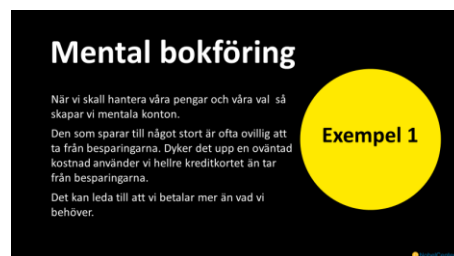 Mental bokföring
När vi skall hantera våra pengar och våra val så
skapar vi mentala konton.
Den som sparar till något stort är ofta ovillig att
ta från besparingarna. Dyker det upp en oväntad
kostnad använder vi hellre kreditkortet än tar
från besparingarna.
Det kan leda till att vi betalar mer än vad vi
behöver.
Exempel 1